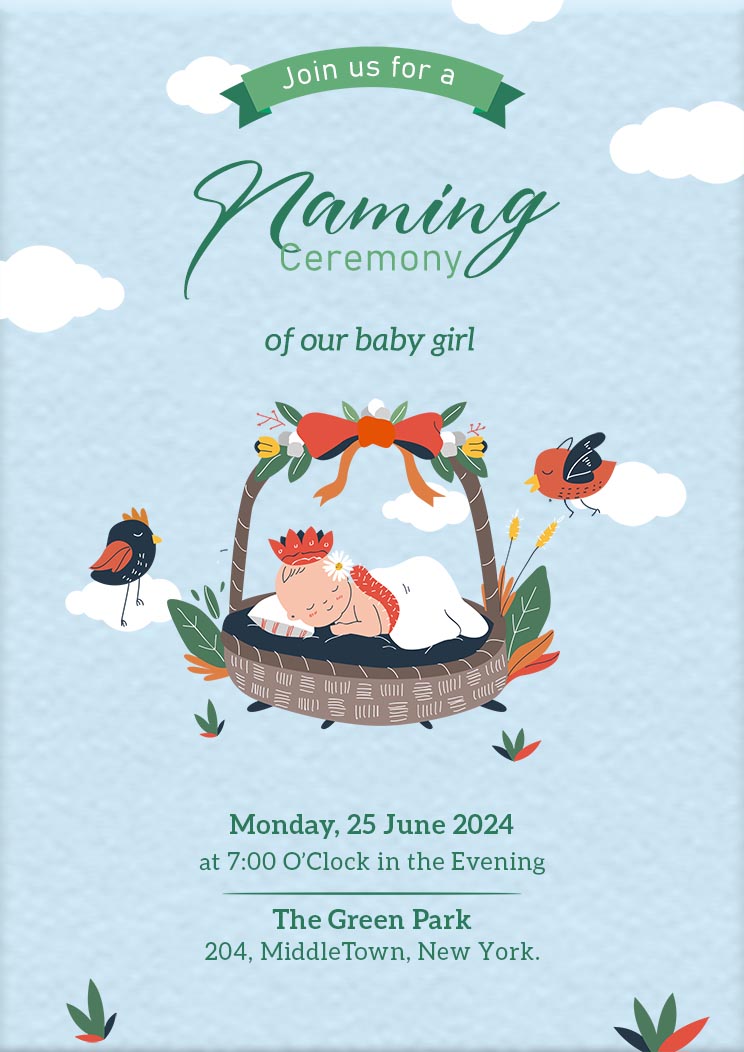 Join us for a
Naming
Ceremony
of our baby girl
Monday, 25 June 2024
at 7:00 O’Clock in the Evening
The Green Park
204, MiddleTown, New York.